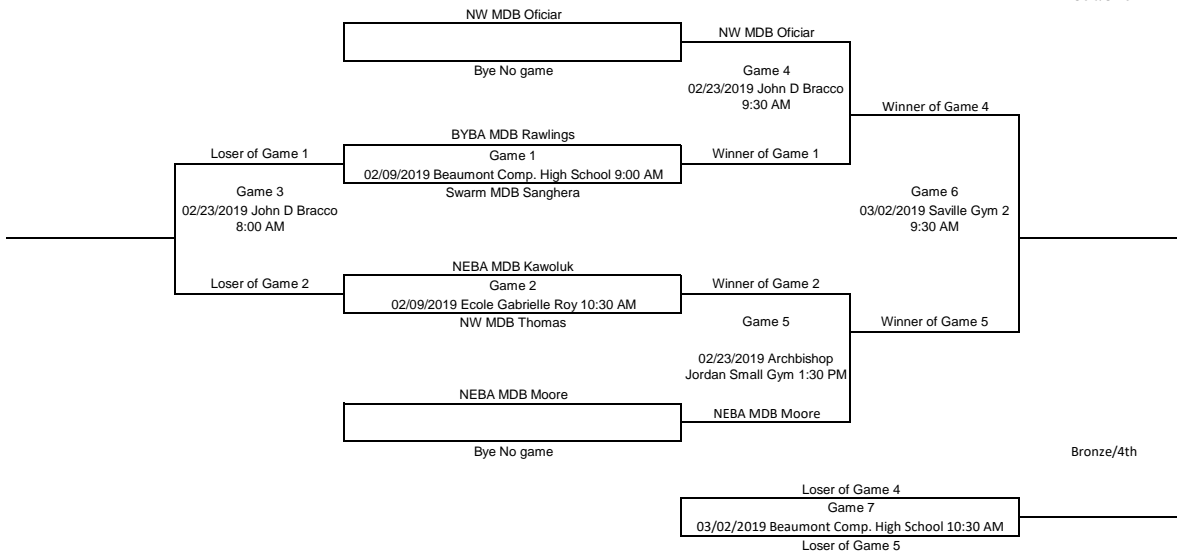 NW MDB Oficiar
NW MDB Oficiar
Bye No game
Game 4
02/23/2019 John D Bracco
9:30 AM
Winner of Game 4
BYBA MDB Rawlings
Loser of Game 1
Game 1
Winner of Game 1
02/09/2019 Beaumont Comp. High School 9:00 AM
Swarm MDB Sanghera
Game 3
02/23/2019 John D Bracco
8:00 AM
Game 6
03/02/2019 Saville Gym 2
9:30 AM
NEBA MDB Kawoluk
Loser of Game 2
Game 2
Winner of Game 2
02/09/2019 Ecole Gabrielle Roy 10:30 AM
NW MDB Thomas
Game 5
Winner of Game 5
02/23/2019 Archbishop
Jordan Small Gym 1:30 PM
NEBA MDB Moore
NEBA MDB Moore
Bye No game
Bronze/4th
Loser of Game 4
Game 7
03/02/2019 Beaumont Comp. High School 10:30 AM
Loser of Game 5